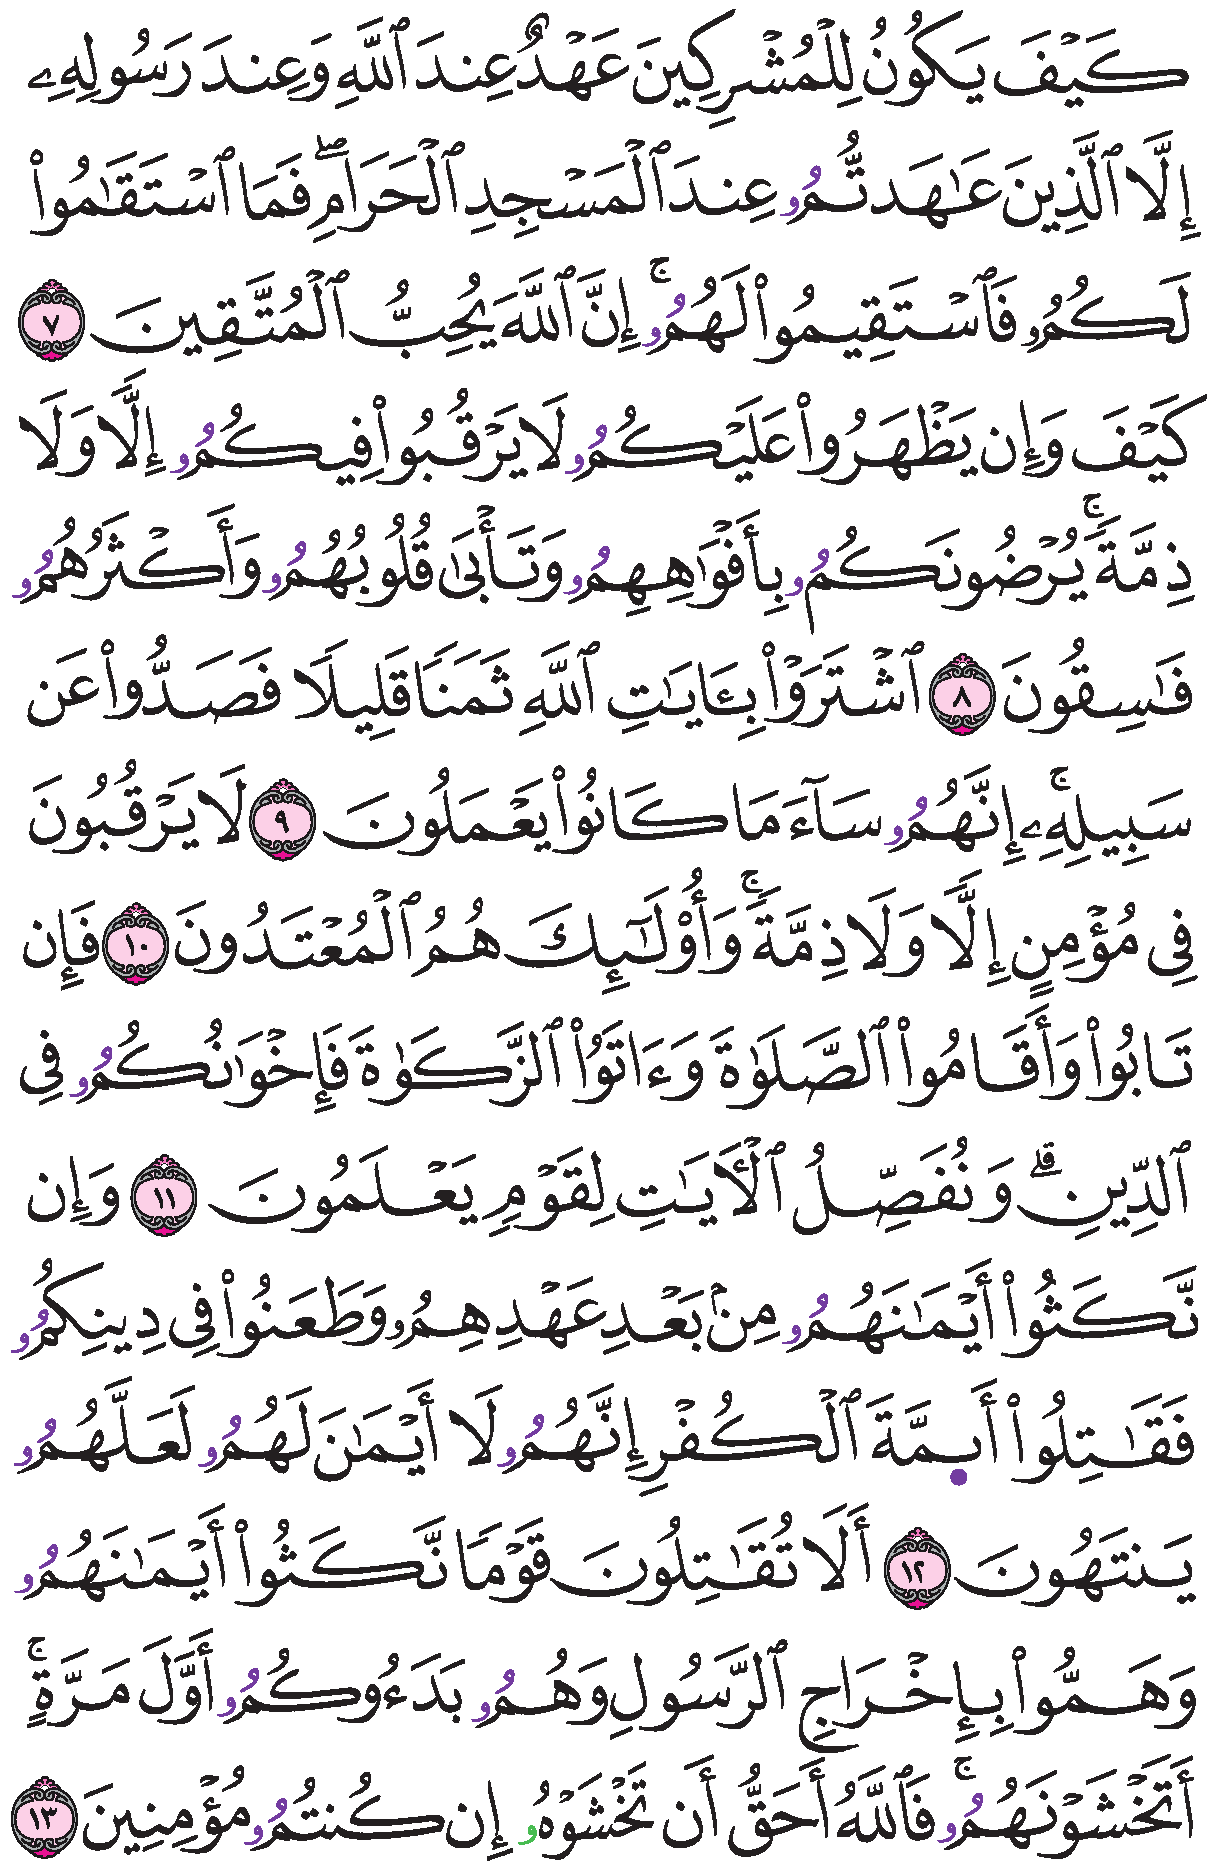 كَيۡفَ يَكُونُ لِلۡمُشۡرِكِينَ عَهۡدٌ عِندَ ٱللَّهِ وَعِندَ رَسُولِهِۦ
إِلَّا ٱلَّذِينَ عَٰهَدتُّمُۥ عِندَ ٱلۡمَسۡجِدِ ٱلۡحَرَامِۖ فَمَا ٱسۡتَقَٰمُواْ
لَكُمُۥ فَٱسۡتَقِيمُواْ لَهُمُۥۚ إِنَّ ٱللَّهَ يُحِبُّ ٱلۡمُتَّقِينَ ٧
كَيۡفَ وَإِن يَظۡهَرُواْ عَلَيۡكُمُۥ لَا يَرۡقُبُواْ فِيكُمُۥ إِلّٗا وَلَا
ذِمَّةٗۚ يُرۡضُونَكُمُۥ بِأَفۡوَٰهِهِمُۥ وَتَأۡبَىٰ قُلُوبُهُمُۥ وَأَكۡثَرُهُمُۥ
فَٰسِقُونَ ٨ ٱشۡتَرَوۡاْ بِـَٔايَٰتِ ٱللَّهِ ثَمَنٗا قَلِيلٗا فَصَدُّواْ عَن
سَبِيلِهِۦۚ إِنَّهُمُۥ سَآءَ مَا كَانُواْ يَعۡمَلُونَ ٩ لَا يَرۡقُبُونَ
فِي مُؤۡمِنٍ إِلّٗا وَلَا ذِمَّةٗۚ وَأُوْلَٰٓئِكَ هُمُ ٱلۡمُعۡتَدُونَ ١٠ فَإِن
تَابُواْ وَأَقَامُواْ ٱلصَّلَوٰةَ وَءَاتَوُاْ ٱلزَّكَوٰةَ فَإِخۡوَٰنُكُمُۥ فِي
ٱلدِّينِۗ وَنُفَصِّلُ ٱلۡأٓيَٰتِ لِقَوۡمٖ يَعۡلَمُونَ ١١ وَإِن
نَّكَثُوٓاْ أَيۡمَٰنَهُمُۥ مِنۢ بَعۡدِ عَهۡدِهِمُۥ وَطَعَنُواْ فِي دِينِكُمُۥ
فَقَٰتِلُوٓاْ أَىِٕمَّةَ ٱلۡكُفۡرِ إِنَّهُمُۥ لَآ أَيۡمَٰنَ لَهُمُۥ لَعَلَّهُمُۥ
يَنتَهُونَ ١٢ أَلَا تُقَٰتِلُونَ قَوۡمٗا نَّكَثُوٓاْ أَيۡمَٰنَهُمُۥ
وَهَمُّواْ بِإِخۡرَاجِ ٱلرَّسُولِ وَهُمُۥ بَدَءُوكُمُۥ أَوَّلَ مَرَّةٍۚ
أَتَخۡشَوۡنَهُمُۥۚ فَٱللَّهُ أَحَقُّ أَن تَخۡشَوۡهُۥ إِن كُنتُمُۥ مُؤۡمِنِينَ ١٣